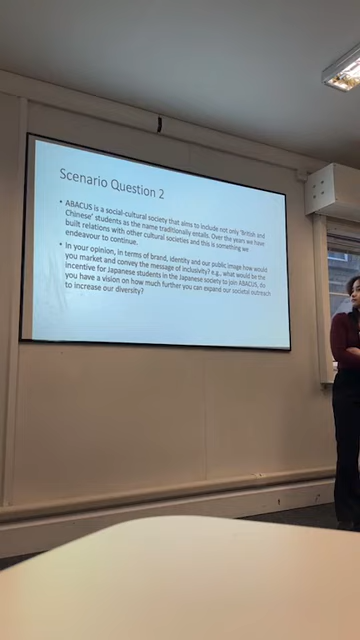 Scenario Question 2
• ABACUS is a social-cultural society that aims to include not only 'British and
Chinese' students as the name traditionally entails. Over the years we have
built relations with other cultural societies and this is something we
endeavour to continue.
• In your opinion, in terms of brand, identity and our public image how would
you market and convey the message of inclusivity? e.g., what would be the
incentive for Japanese students in the Japanese society to join ABACUS, do
you have a vision on how much further you can expand our societal outreach
to increase our diversity?